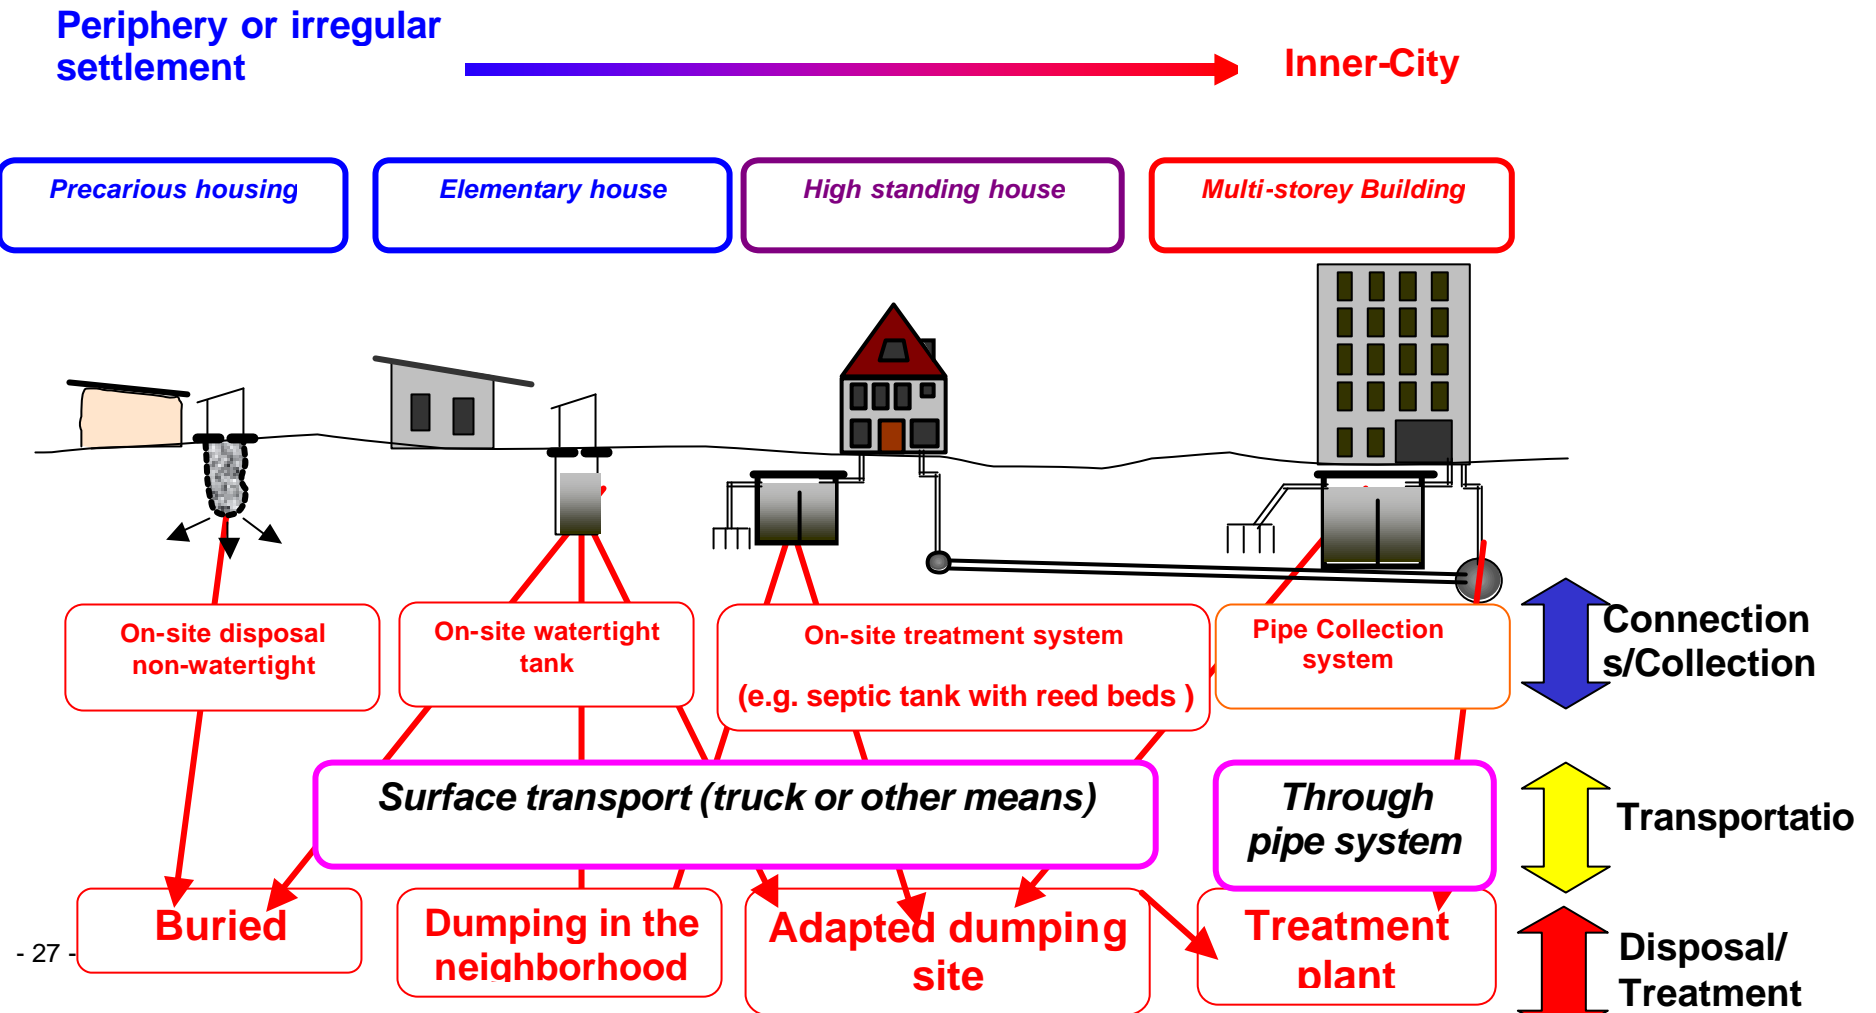 Periphery or irregular
settlement
Inner-City
Precarious housing
Elementary house
High standing house
Multi-storey Building
On-site disposal
non-watertight
On-site watertight
tank
On-site treatment system
(e.g. septic tank with reed beds )
Pipe Collection
system
Connection
s/Collection
Surface transport (truck or other means)
Through
pipe system
Transportatio
Buried
Dumping in the
neighborhood
Adapted dumping
site
Treatment
plant
Disposal/
Treatment
- 27 -